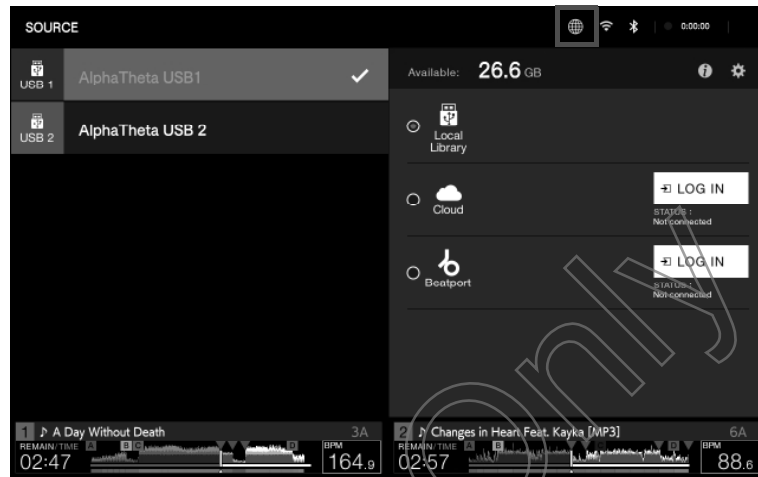 SOURCE
0:00:00
USB 1
AlphaTheta USB1
USB 2
AlphaTheta USB 2
Available: 26.6 GB
Local
Library
Cloud
LOG IN
STATUS :
Not connected
Beatport
LOG IN
STATUS :
Not connected
1 ♪ A Day Without Death 3A
REMAIN/TIME A B C D BPM
02:47 164.9
2 ♪ Changes in Heart Feat. Kayka [MP3] 6A
REMAIN/TIME A B C D BPM
02:57 88.6
Only